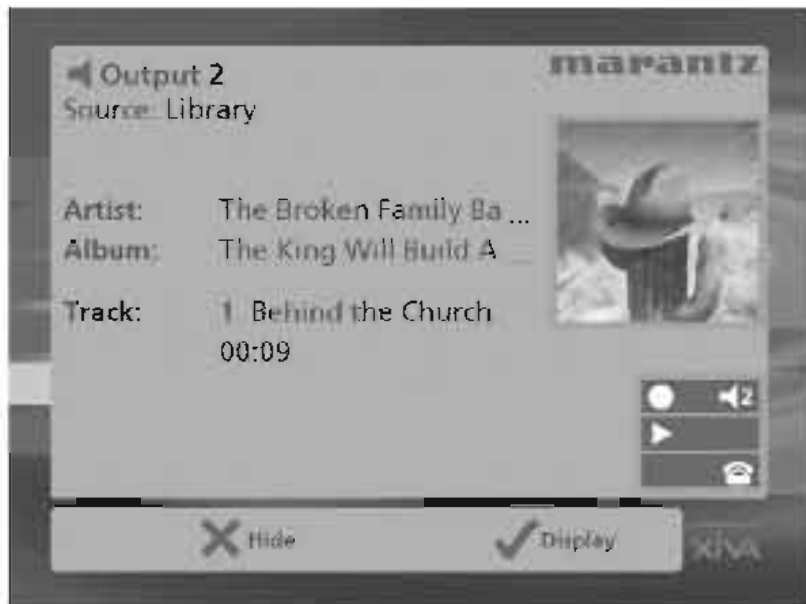 Output 2
marantz
Source: Library
Artist: The Broken Family Ba ...
Album: The King Will Build A
Track: 1 Behind the Church
00:09
2
Hide
Display
XiVA